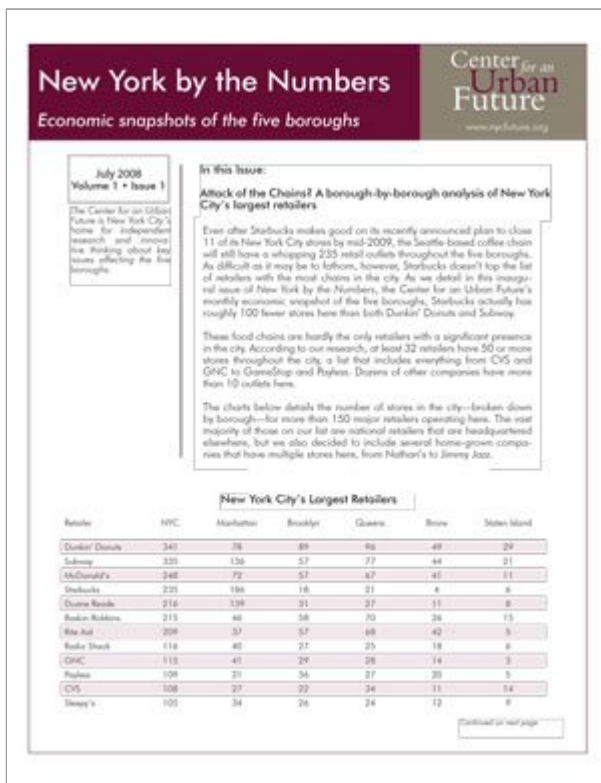 New York by the Numbers
Economic snapshots of the five boroughs
Center for an
Urban
Future
www.nycfuture.org
July 2008
Volume 1 • Issue 1
The Center for an Urban
Future is New York City's
home for independent
research and innova-
tive thinking about key
issues affecting the five
boroughs.
In this Issue:
Attack of the Chains? A borough-by-borough analysis of New York
City's largest retailers
Even after Starbucks makes good on its recently announced plan to close
11 of its New York City stores by mid-2009, the Seattle-based coffee chain
will still have a whopping 235 retail outlets throughout the five boroughs.
As difficult as it may be to fathom, however, Starbucks doesn't top the list
of retailers with the most chains in the city. As we detail in this inaugu-
ral issue of New York by the Numbers, the Center for an Urban Future's
monthly economic snapshot of the five boroughs, Starbucks actually has
roughly 100 fewer stores here than both Dunkin' Donuts and Subway.
These food chains are hardly the only retailers with a significant presence
in the city. According to our research, at least 32 retailers have 50 or more
stores throughout the city, a list that includes everything from CVS and
GNC to GameStop and Payless. Dozens of other companies have more
than 10 outlets here.
The charts below details the number of stores in the city—broken down
by borough—for more than 150 major retailers operating here. The vast
majority of those on our list are national retailers that are headquartered
elsewhere, but we also decided to include several home-grown compa-
nies that have multiple stores here, from Nathan's to Jimmy Jazz.
New York City's Largest Retailers
Retailer NYC Manhattan Brooklyn Queens Bronx Staten Island
Dunkin' Donuts 341 78 89 96 49 29
Subway 335 136 57 77 44 21
McDonald's 248 72 57 67 41 11
Starbucks 235 186 18 21 4 6
Duane Reade 216 139 31 27 11 8
Baskin Robbins 215 46 58 70 26 15
Rite Aid 209 37 57 68 42 5
Radio Shack 116 40 27 25 18 6
GNC 115 41 29 28 14 3
Payless 109 21 36 27 20 5
CVS 108 27 22 34 11 14
Sleepy's 105 34 26 24 12 9
Continued on next page